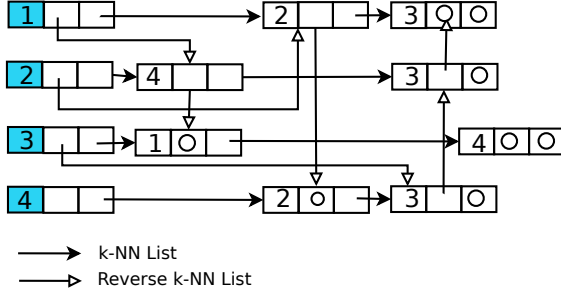 1 2 3
2 4 3
3 1 4
4 2 3
k-NN List
Reverse k-NN List